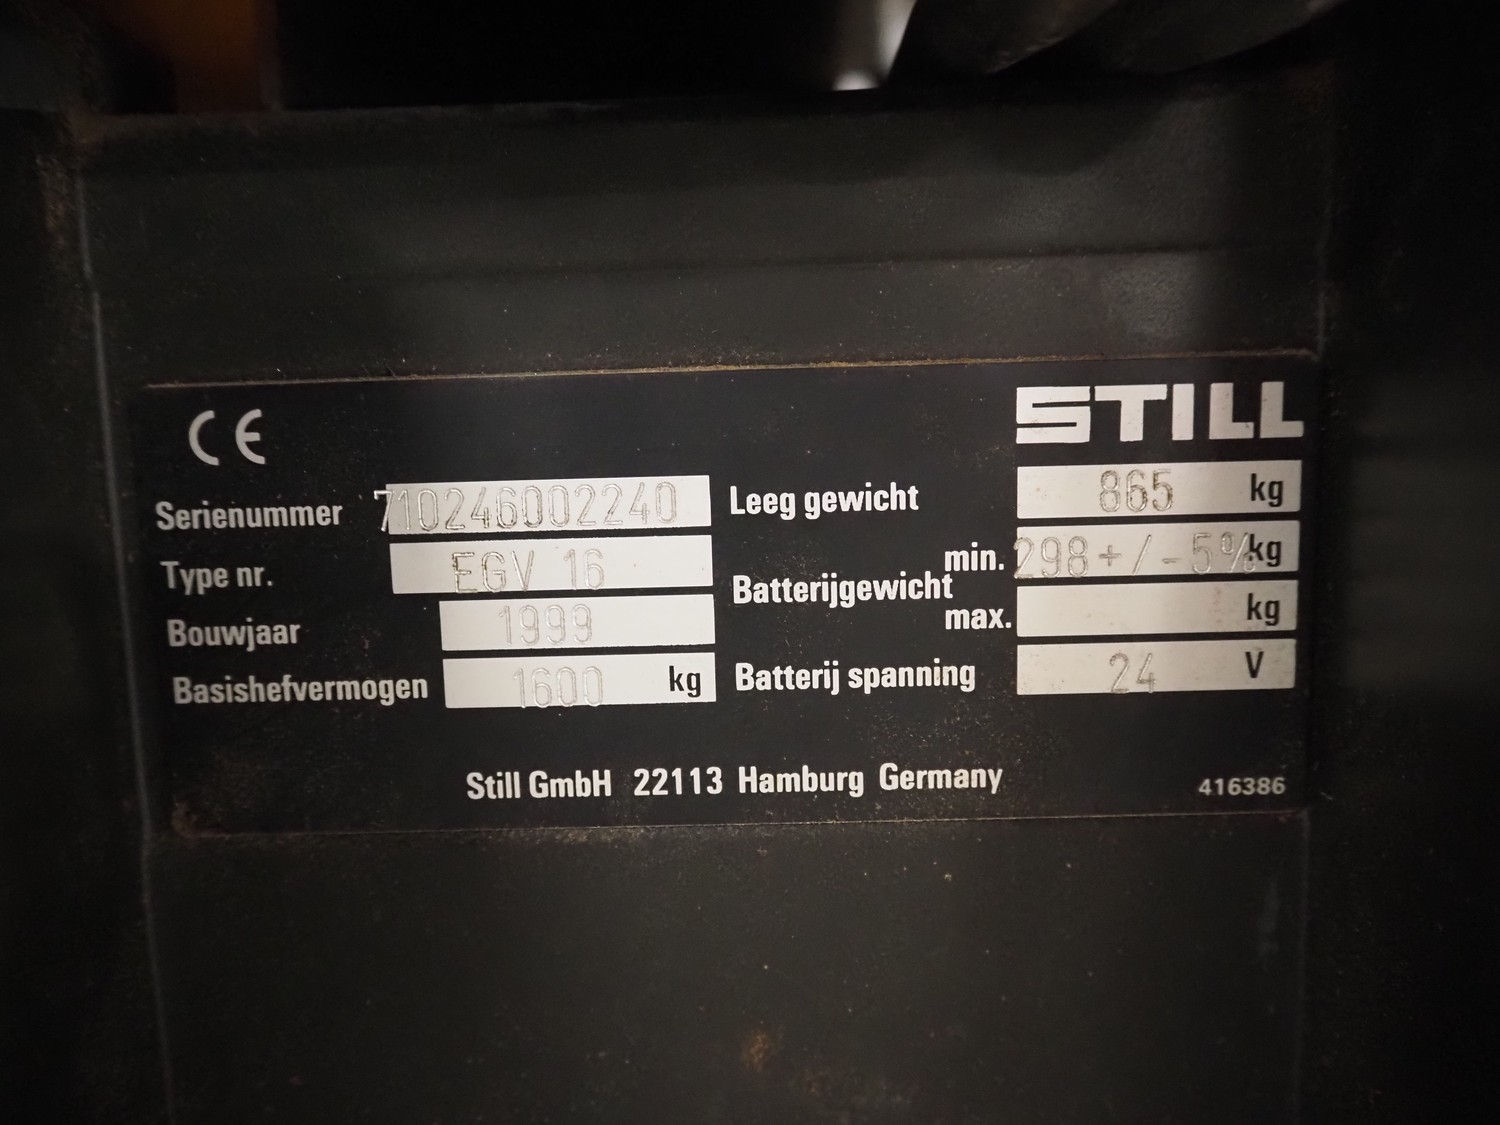 CE
STILL
Serienummer 710246002240
Type nr. EGV 16
Bouwjaar 1999
Basishefvermogen 1600 kg
Leeg gewicht 865 kg
Batterijgewicht min. 298+/-5% kg
max. kg
Batterij spanning 24 V
Still GmbH 22113 Hamburg Germany
416386